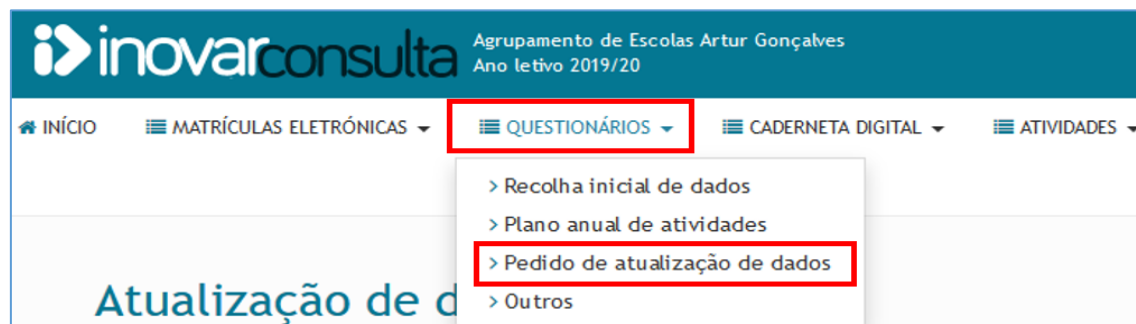 inovarconsulta
Agrupamento de Escolas Artur Gonçalves
Ano letivo 2019/20
INÍCIO
MATRÍCULAS ELETRÓNICAS
QUESTIONÁRIOS
CADERNETA DIGITAL
ATIVIDADES
> Recolha inicial de dados
> Plano anual de atividades
> Pedido de atualização de dados
> Outros
Atualização de d